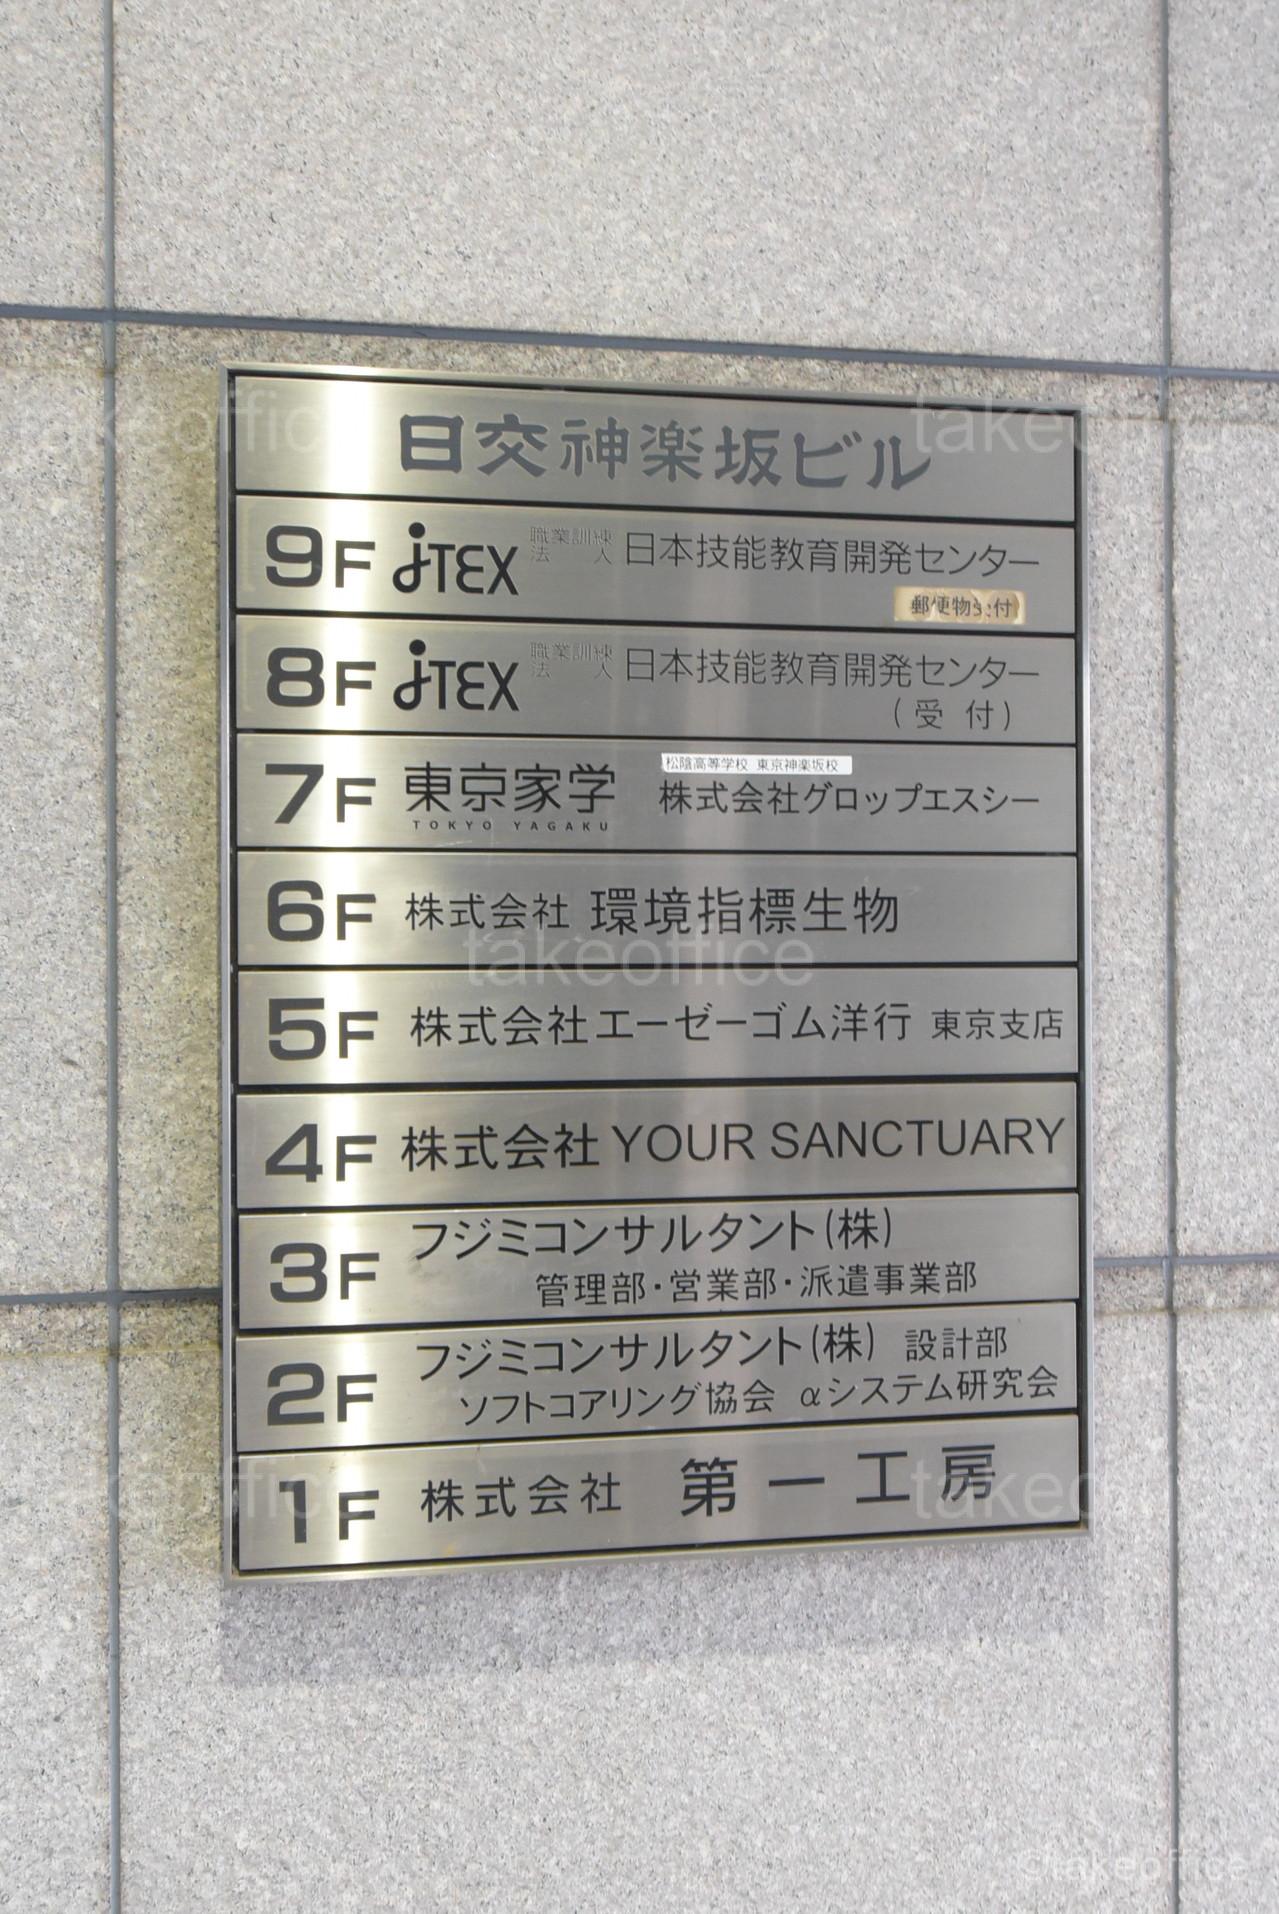 日交神楽坂ビル
9F JTEX 職業訓練法人 日本技能教育開発センター
郵便物受付
8F JTEX 職業訓練法人 日本技能教育開発センター
(受 付)
松陰高等学校 東京神楽坂校
7F 東京家学 株式会社グロップエスシー
TOKYO YAGAKU
6F 株式会社 環境指標生物
5F 株式会社エーゼーゴム洋行 東京支店
4F 株式会社 YOUR SANCTUARY
3F フジミコンサルタント(株)
管理部・営業部・派遣事業部
2F フジミコンサルタント(株) 設計部
ソフトコアリング協会 αシステム研究会
1F 株式会社 第一工房
takeoffice
takeoffice
takeoffice
takeoffice
takeoffice
©takeoffice